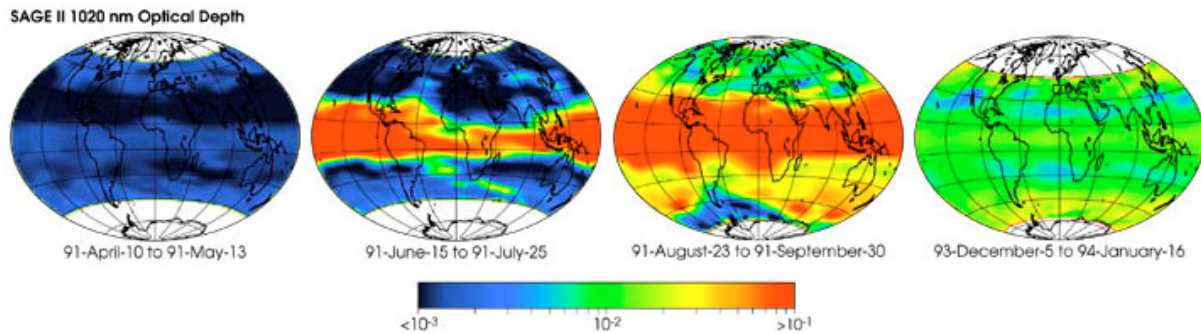 SAGE II 1020 nm Optical Depth
91-April-10 to 91-May-13
91-June-15 to 91-July-25
91-August-23 to 91-September-30
93-December-5 to 94-January-16
<10-3
10-2
>10-1